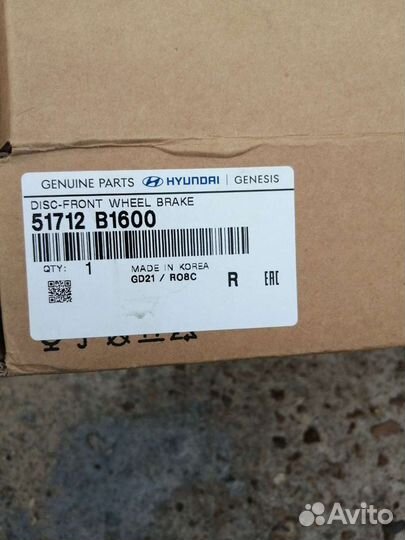 GENUINE PARTS HYUNDAI | GENESIS
DISC-FRONT WHEEL BRAKE
51712 B1600
QTY: 1 MADE IN KOREA
GD21 / R08C
R EAC
Avito